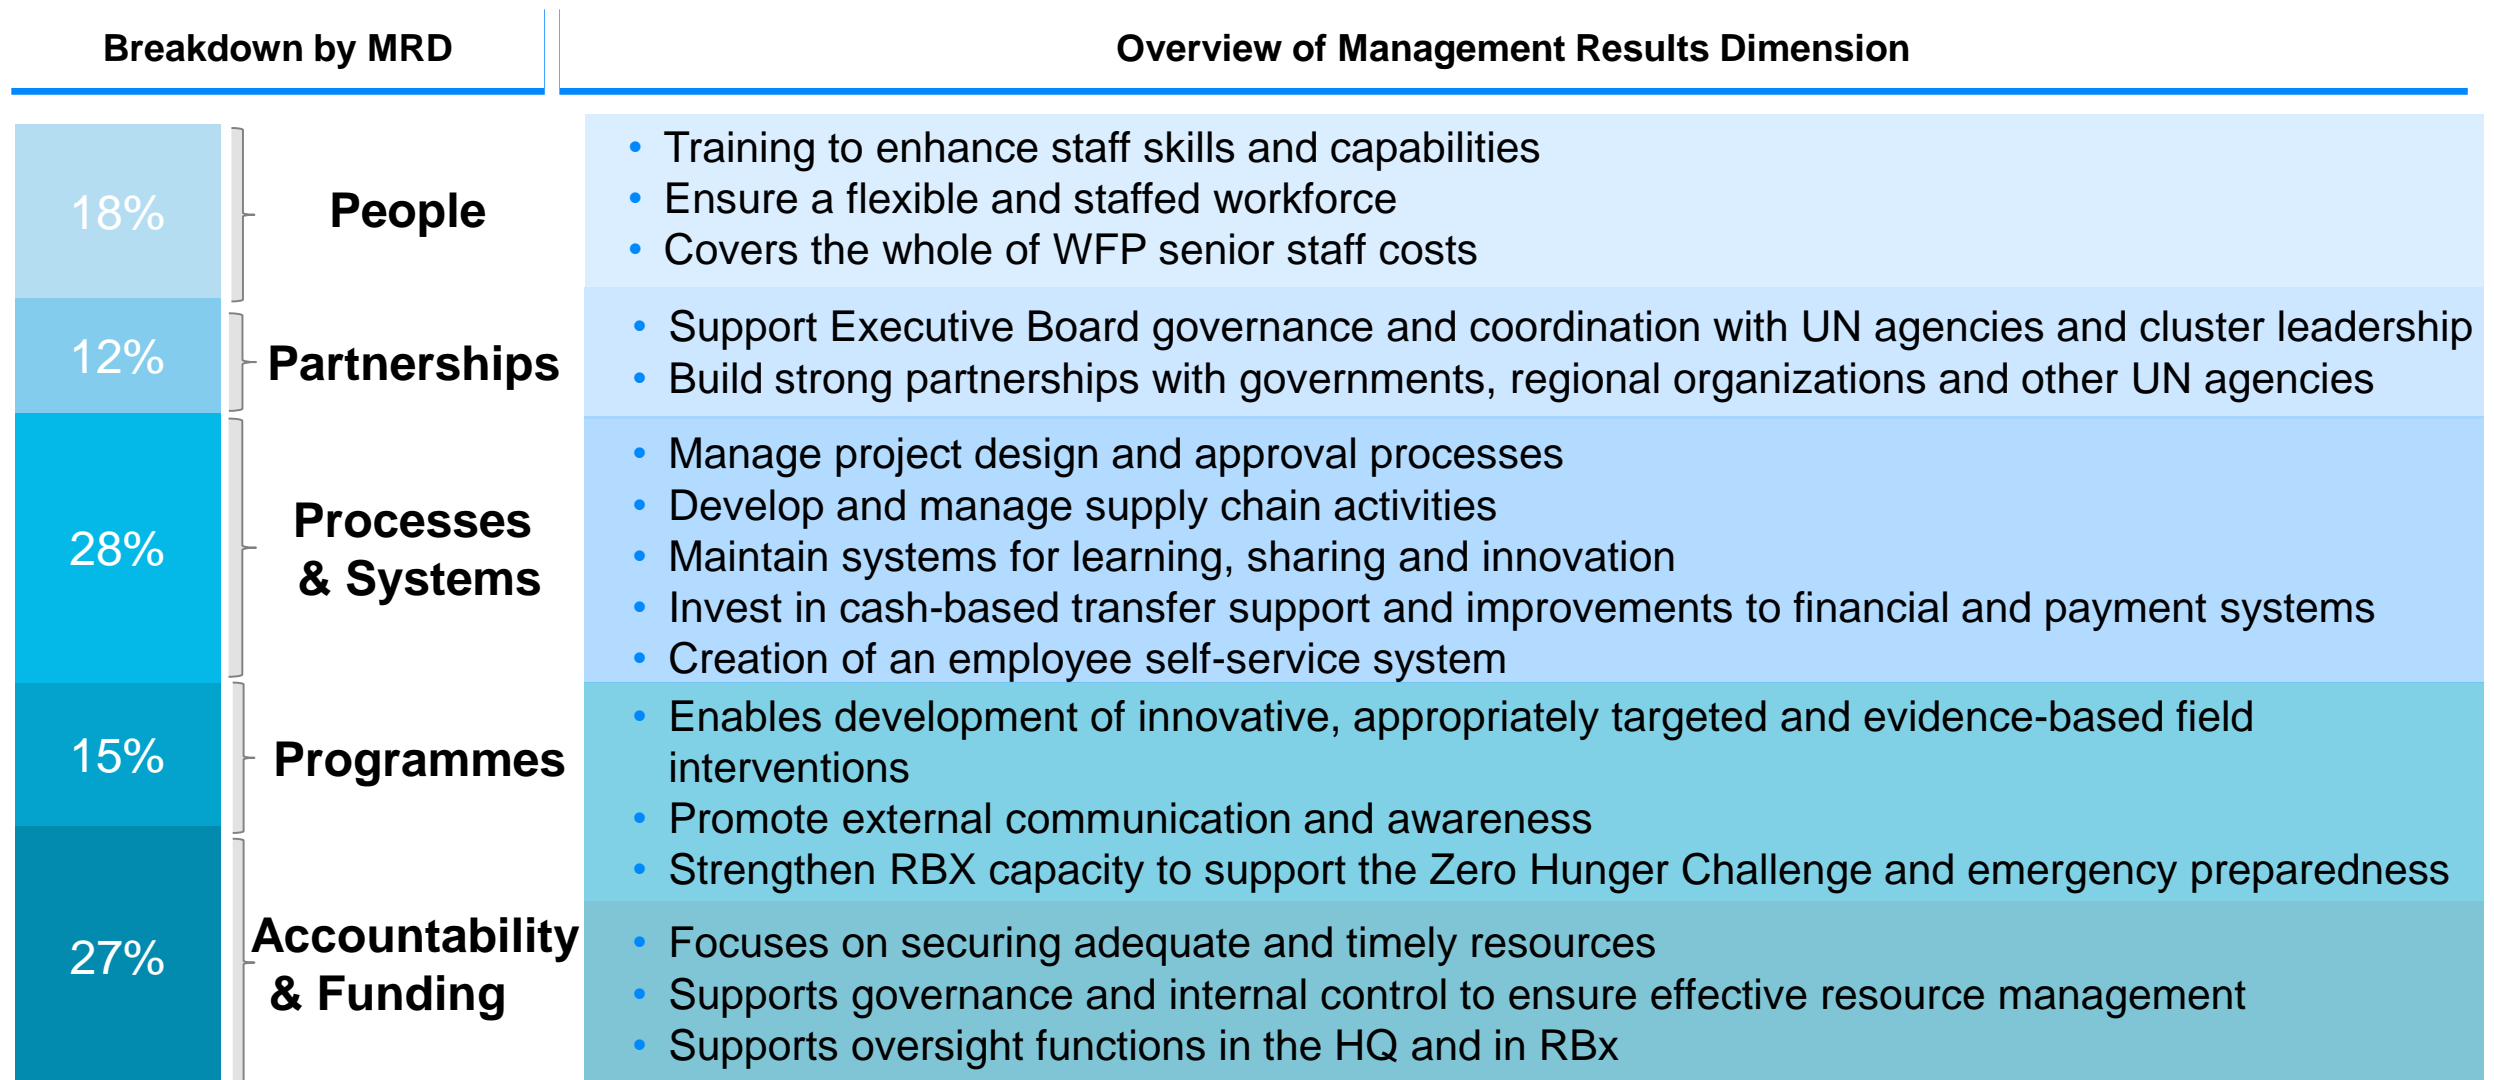 Breakdown by MRD
Overview of Management Results Dimension
18%
People
• Training to enhance staff skills and capabilities
• Ensure a flexible and staffed workforce
• Covers the whole of WFP senior staff costs
12%
Partnerships
• Support Executive Board governance and coordination with UN agencies and cluster leadership
• Build strong partnerships with governments, regional organizations and other UN agencies
28%
Processes
& Systems
• Manage project design and approval processes
• Develop and manage supply chain activities
• Maintain systems for learning, sharing and innovation
• Invest in cash-based transfer support and improvements to financial and payment systems
• Creation of an employee self-service system
15%
Programmes
• Enables development of innovative, appropriately targeted and evidence-based field
interventions
• Promote external communication and awareness
• Strengthen RBX capacity to support the Zero Hunger Challenge and emergency preparedness
27%
Accountability
& Funding
• Focuses on securing adequate and timely resources
• Supports governance and internal control to ensure effective resource management
• Supports oversight functions in the HQ and in RBx